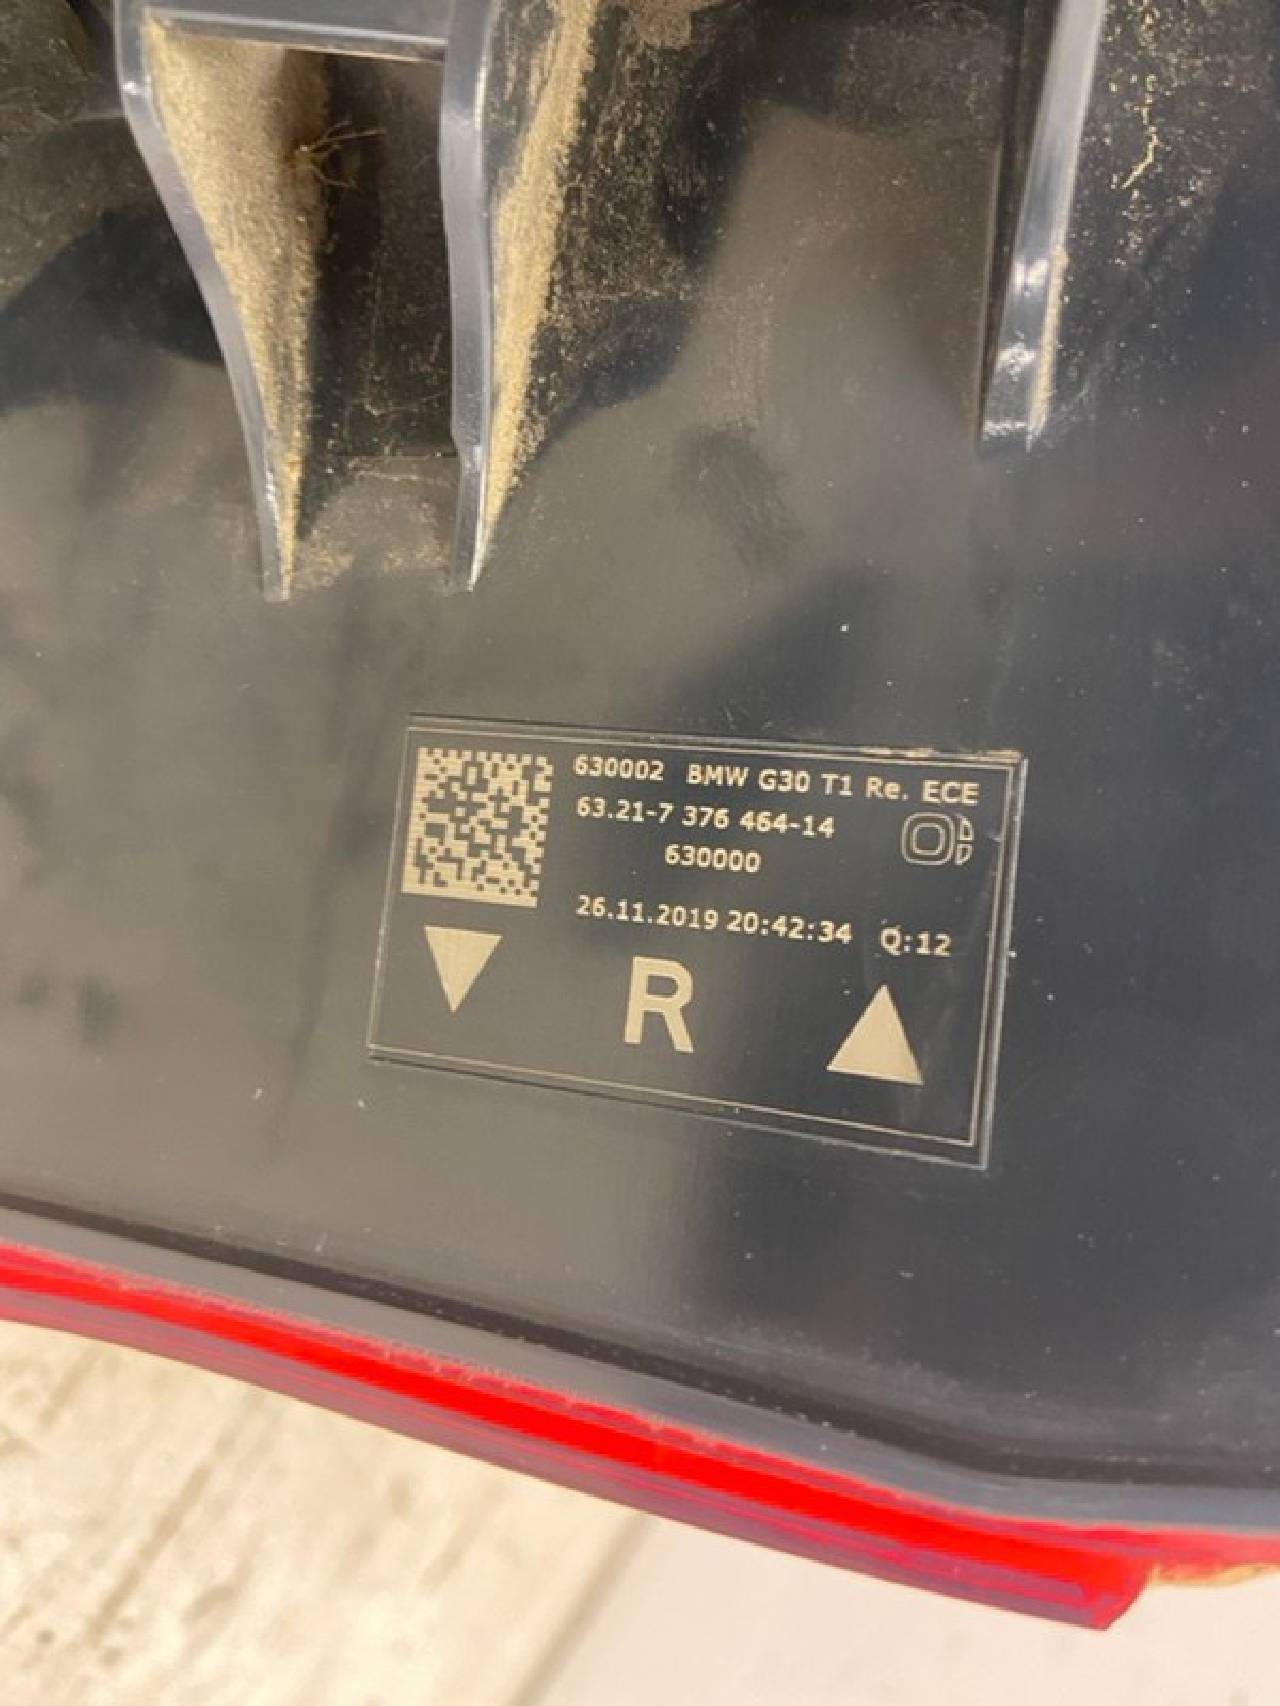 630002 BMW G30 T1 Re. ECE
63.21-7 376 464-14
630000
26.11.2019 20:42:34 Q:12
R